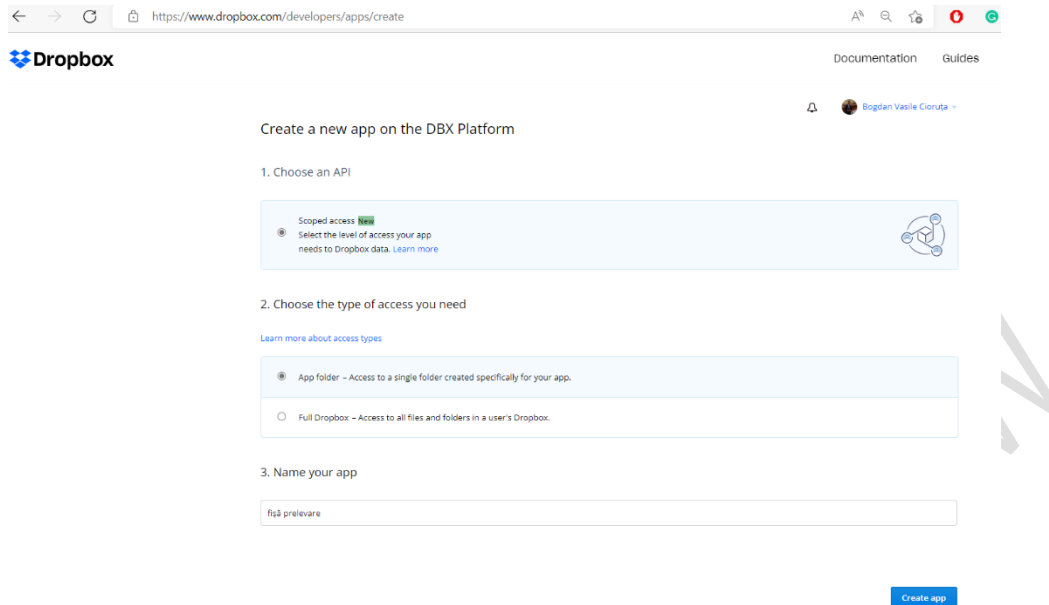 https://www.dropbox.com/developers/apps/create
Dropbox
Documentation Guides
Bogdan Vasile Cioruța
Create a new app on the DBX Platform
1. Choose an API
Scoped access New
Select the level of access your app
needs to Dropbox data. Learn more
2. Choose the type of access you need
Learn more about access types
App folder – Access to a single folder created specifically for your app.
Full Dropbox – Access to all files and folders in a user's Dropbox.
3. Name your app
fișă prelevare
Create app